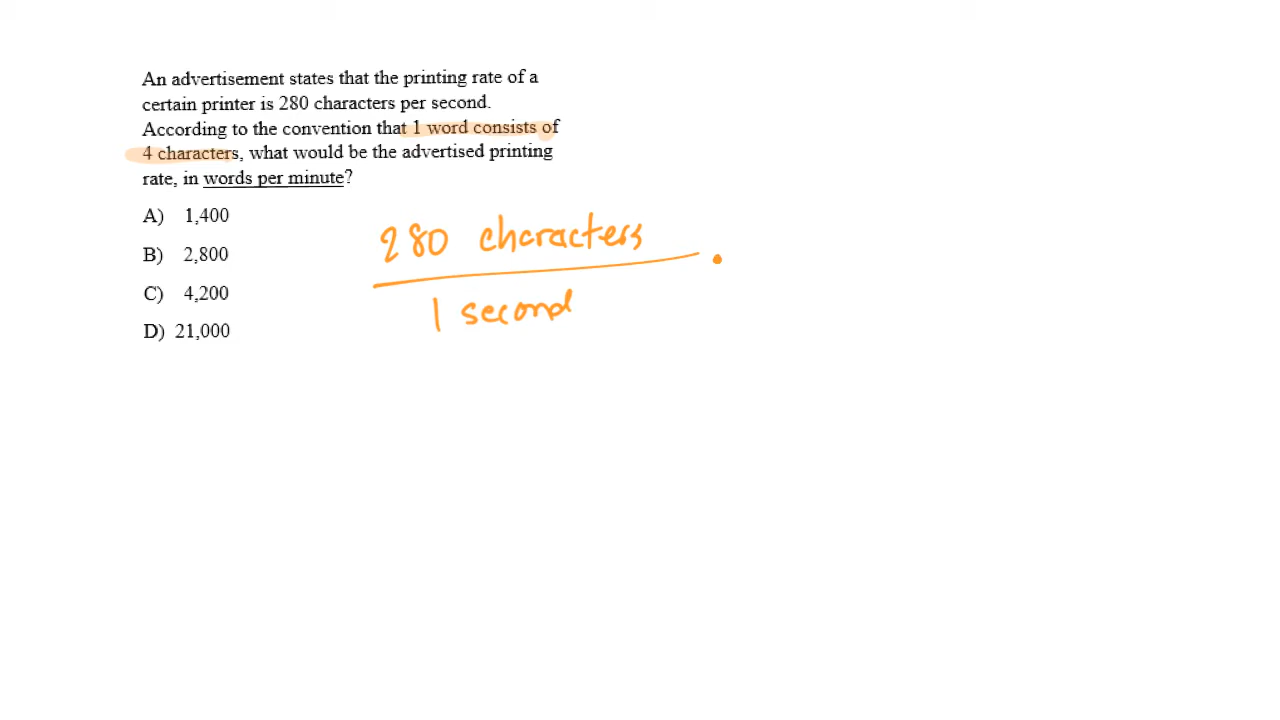 An advertisement states that the printing rate of a
certain printer is 280 characters per second.
According to the convention that 1 word consists of
4 characters, what would be the advertised printing
rate, in words per minute?
A) 1,400
B) 2,800
C) 4,200
D) 21,000
280 characters
1 second